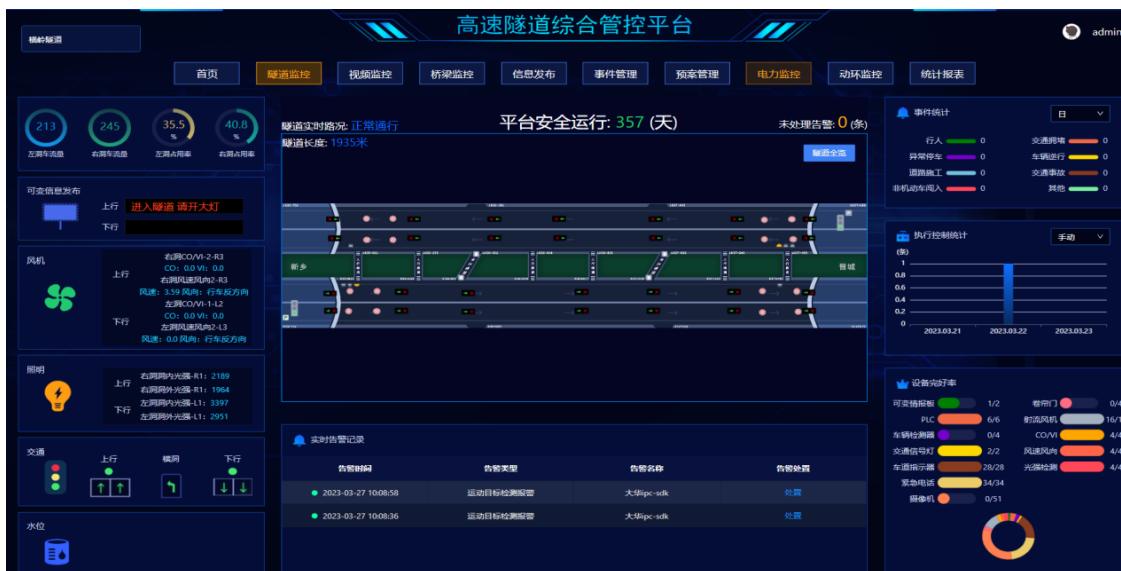 高速隧道综合管控平台
admin
首页 隧道监控 视频监控 桥梁监控 信息发布 事件管理 预案管理 电力监控 动环监控 统计报表
213 245 35.5 % 40.8 %
左洞车流量 右洞车流量 左洞占用率 右洞占用率
可变信息发布
上行 进入隧道 请开大灯
下行
风机
上行
右洞CO/VI-2-R3
CO: 0.0 VI: 0.0
右洞风速风向2-R3
风速: 3.59 风向: 行车反方向
下行
左洞CO/VI-1-L2
CO: 0.0 VI: 0.0
左洞风速风向2-L3
风速: 0.0 风向: 行车反方向
照明
上行
右洞洞内光强-R1: 2189
右洞洞外光强-R1: 1964
下行
左洞洞内光强-L1: 3397
左洞洞外光强-L1: 2951
交通
上行 横洞 下行
水位
隧道实时路况: 正常通行
平台安全运行: 357 (天)
未处理告警: 0 (条)
隧道长度: 1935米
隧道全览
新乡
晋城
实时告警记录
告警时间 告警类型 告警名称 告警处置
2023-03-27 10:08:58 运动目标检测报警 大华ipc-sdk 处置
2023-03-27 10:08:36 运动目标检测报警 大华ipc-sdk 处置
事件统计 日
行人 0 交通拥堵 0
异常停车 0 车辆逆行 0
道路施工 0 交通事故 0
非机动车闯入 0 其他 0
执行控制统计 手动
(条)
1
0.8
0.6
0.4
0.2
0
2023.03.21 2023.03.22 2023.03.23
设备完好率
可变情报板 1/2 卷帘门 0/4
PLC 6/6 射流风机 16/1
车辆检测器 0/4 CO/VI 4/4
交通信号灯 2/2 风速风向 4/4
车道指示器 28/28 光强检测 4/4
紧急电话 34/34
摄像机 0/51